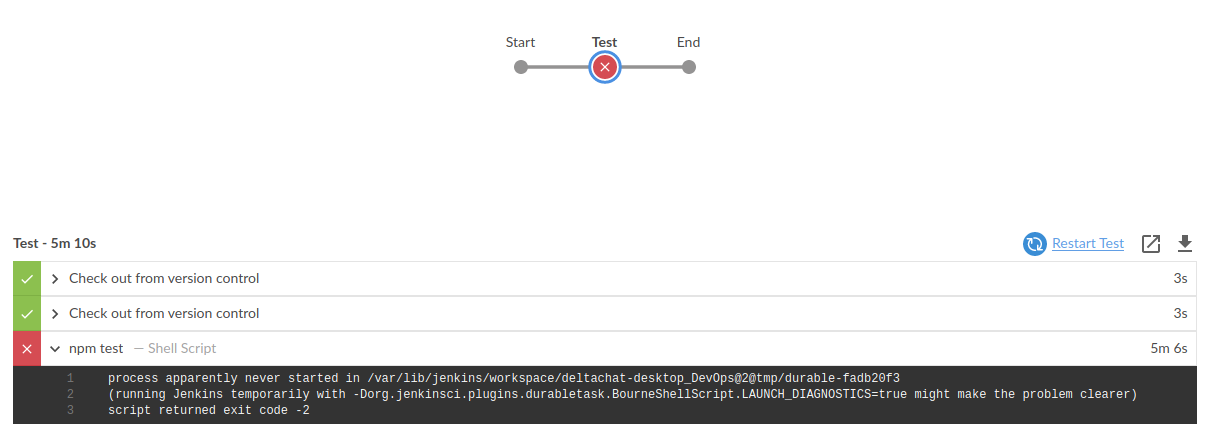 Start Test End
Test - 5m 10s Restart Test
Check out from version control 3s
Check out from version control 3s
npm test — Shell Script 5m 6s
1 process apparently never started in /var/lib/jenkins/workspace/deltachat-desktop_DevOps@2@tmp/durable-fadb20f3
2 (running Jenkins temporarily with -Dorg.jenkinsci.plugins.durabletask.BourneShellScript.LAUNCH_DIAGNOSTICS=true might make the problem clearer)
3 script returned exit code -2